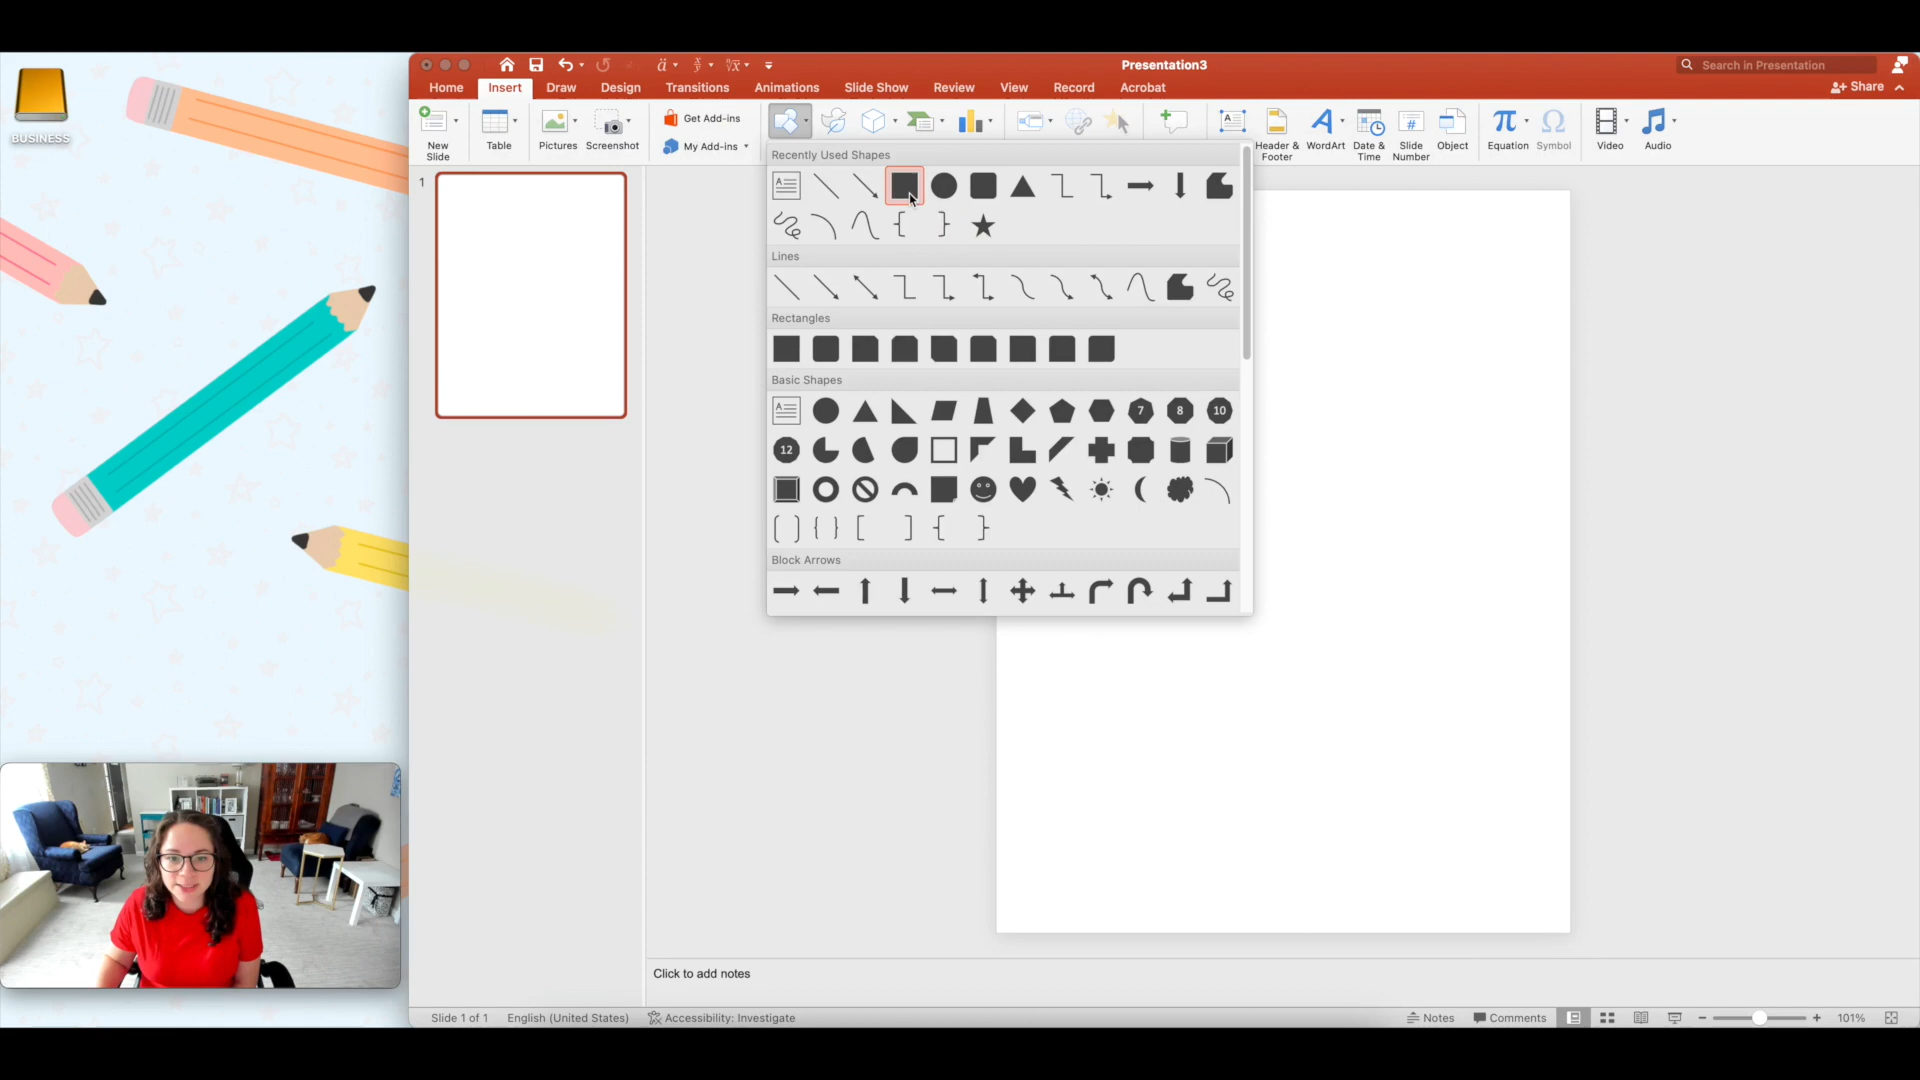 Presentation3
Search in Presentation
Home Insert Draw Design Transitions Animations Slide Show Review View Record Acrobat
Share
BUSINESS
New Slide
Table
Pictures
Screenshot
Get Add-ins
My Add-ins
Header & Footer
WordArt
Date & Time
Slide Number
Object
Equation
Symbol
Video
Audio
1
Recently Used Shapes
Lines
Rectangles
Basic Shapes
7 8 10
12
Block Arrows
Click to add notes
Slide 1 of 1 English (United States) Accessibility: Investigate Notes Comments 101%